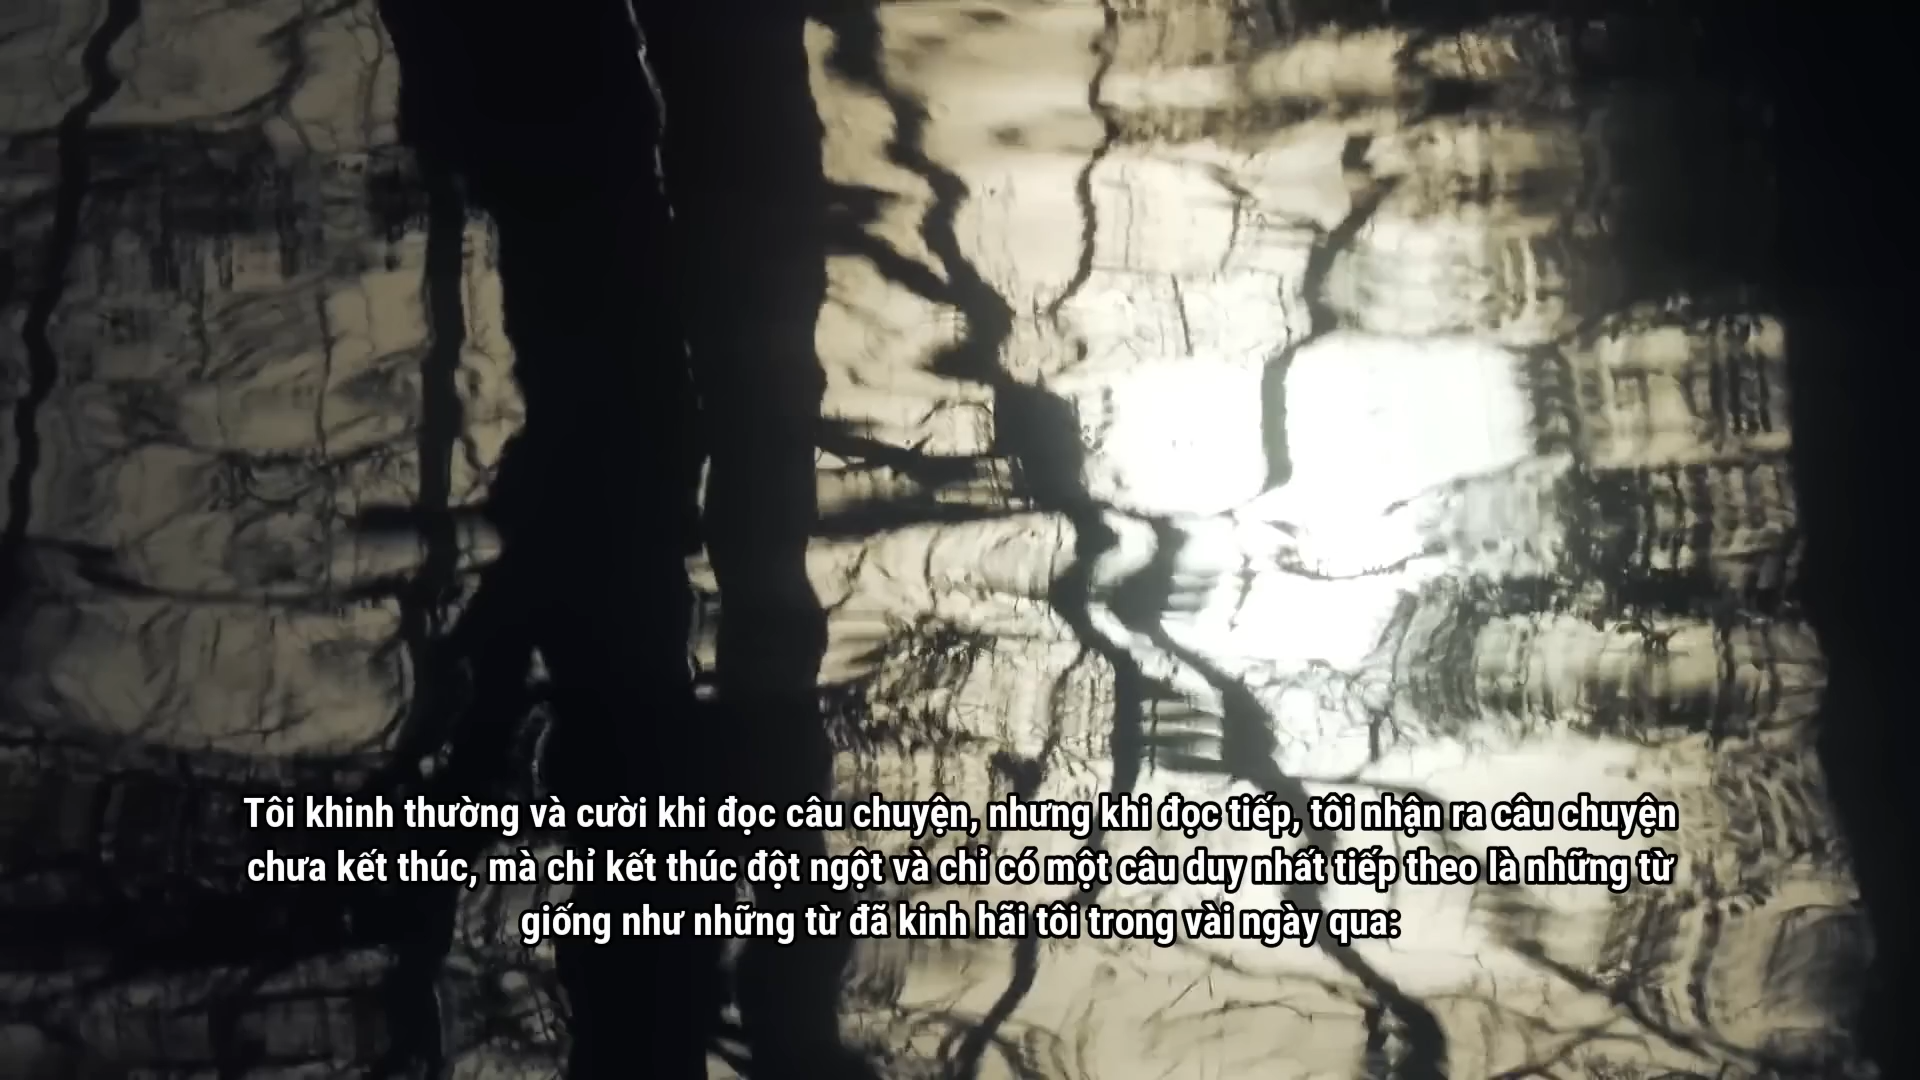 Tôi khinh thường và cười khi đọc câu chuyện, nhưng khi đọc tiếp, tôi nhận ra câu chuyện
chưa kết thúc, mà chỉ kết thúc đột ngột và chỉ có một câu duy nhất tiếp theo là những từ
giống như những từ đã kinh hãi tôi trong vài ngày qua: